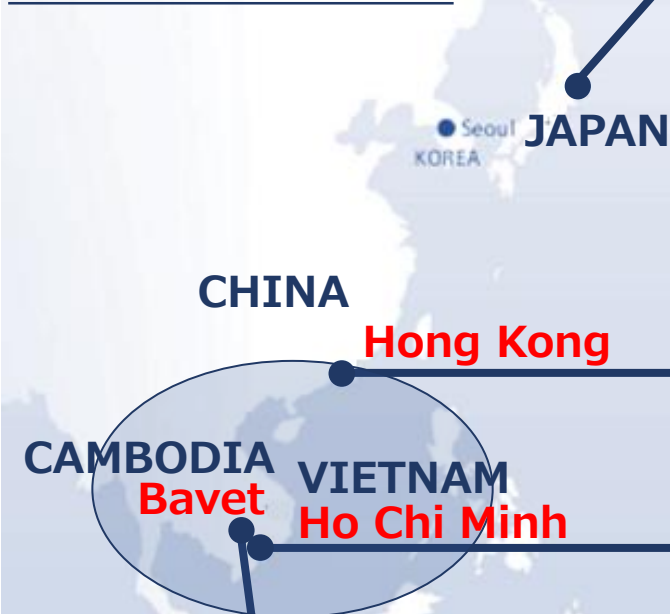 Seoul
JAPAN
KOREA
CHINA
Hong Kong
CAMBODIA
VIETNAM
Bavet
Ho Chi Minh